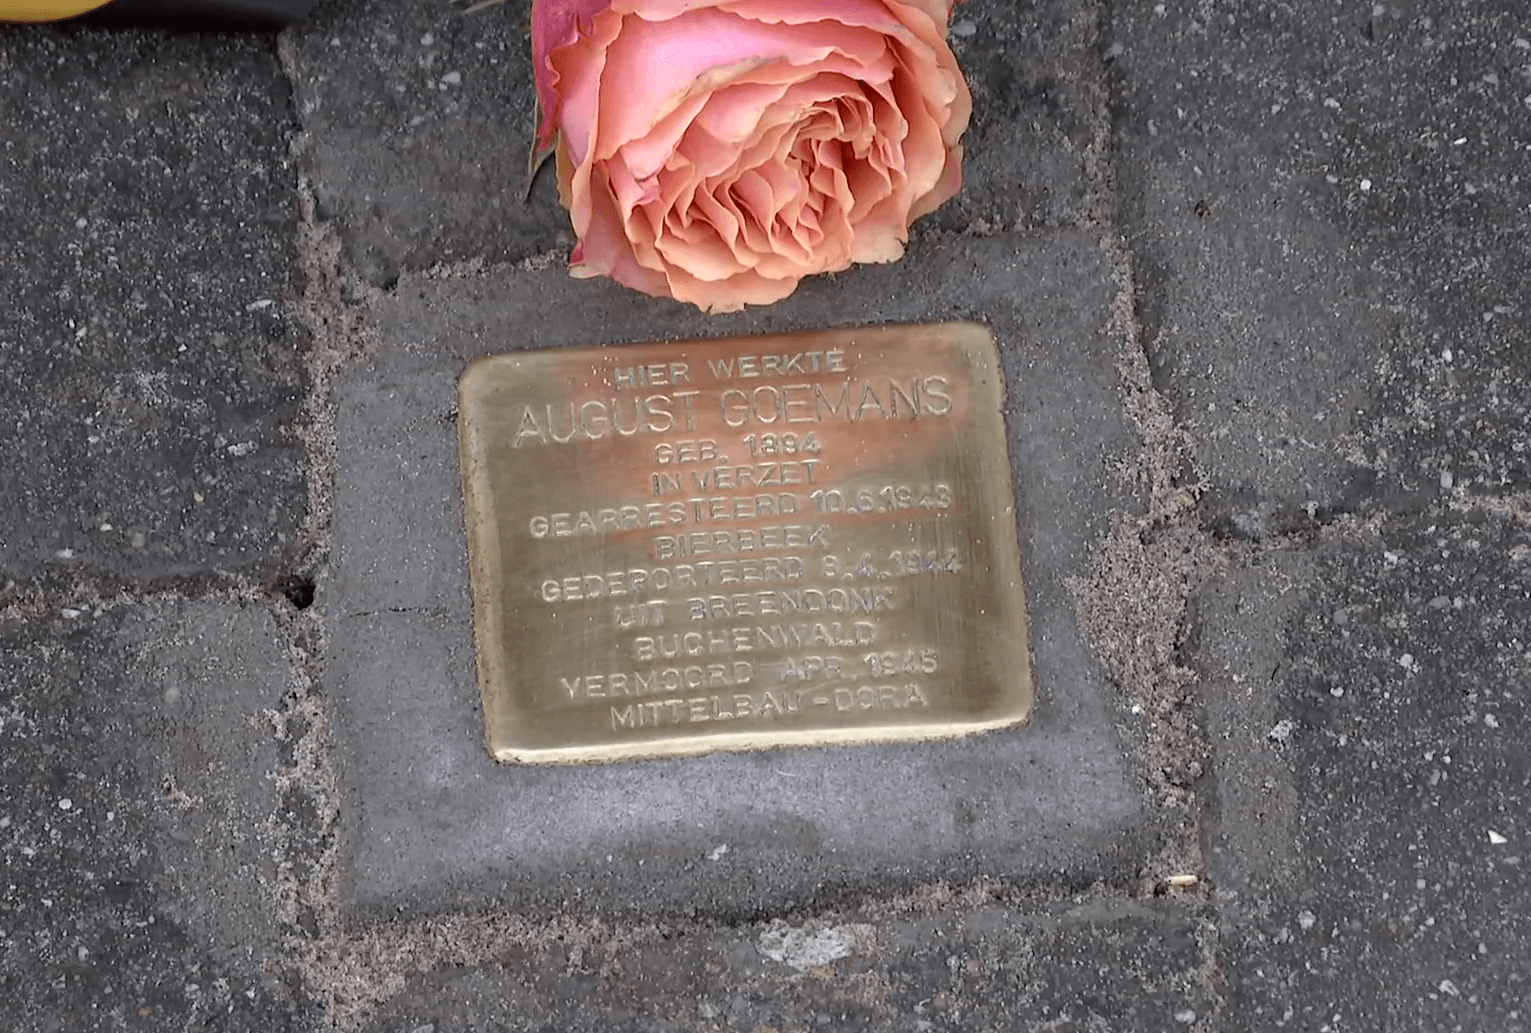 HIER WERKTE
AUGUST GOEMANS
GEB. 1894
IN VERZET
GEARRESTEERD 10.6.1943
BIERBEEK
GEDEPORTEERD 8.4.1944
UIT BREENDONK
BUCHENWALD
VERMOORD APR. 1945
MITTELBAU-DORA